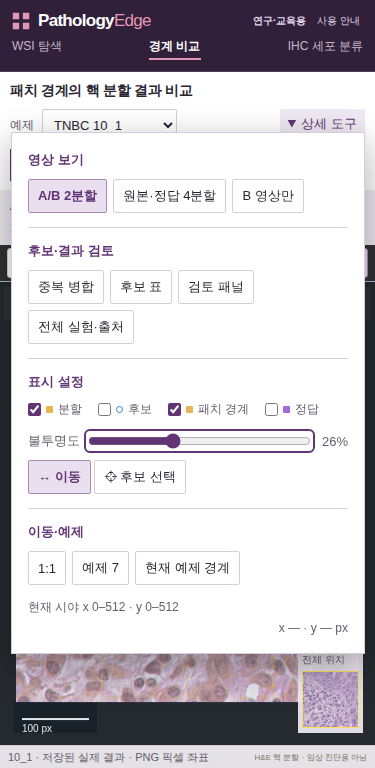 PathologyEdge
연구·교육용 사용 안내
WSI 탐색 경계 비교 IHC 세포 분류
패치 경계의 핵 분할 결과 비교
예제 TNBC 10_1 ▼ 상세 도구
영상 보기
A/B 2분할 원본·정답 4분할 B 영상만
후보·결과 검토
중복 병합 후보 표 검토 패널
전체 실험·출처
표시 설정
분할 후보 패치 경계 정답
불투명도 26%
↔ 이동 후보 선택
이동·예제
1:1 예제 7 현재 예제 경계
현재 시야 x 0–512 · y 0–512
x — · y — px
전체 위치
100 px
10_1 · 저장된 실제 결과 · PNG 픽셀 좌표 H&E 핵 분할 · 임상 진단용 아님